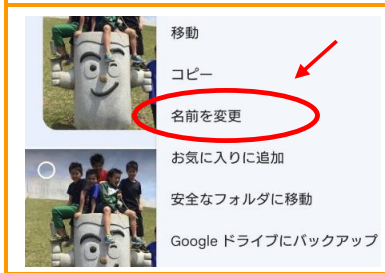 移動
コピー
名前を変更
お気に入りに追加
安全なフォルダに移動
Google ドライブにバックアップ